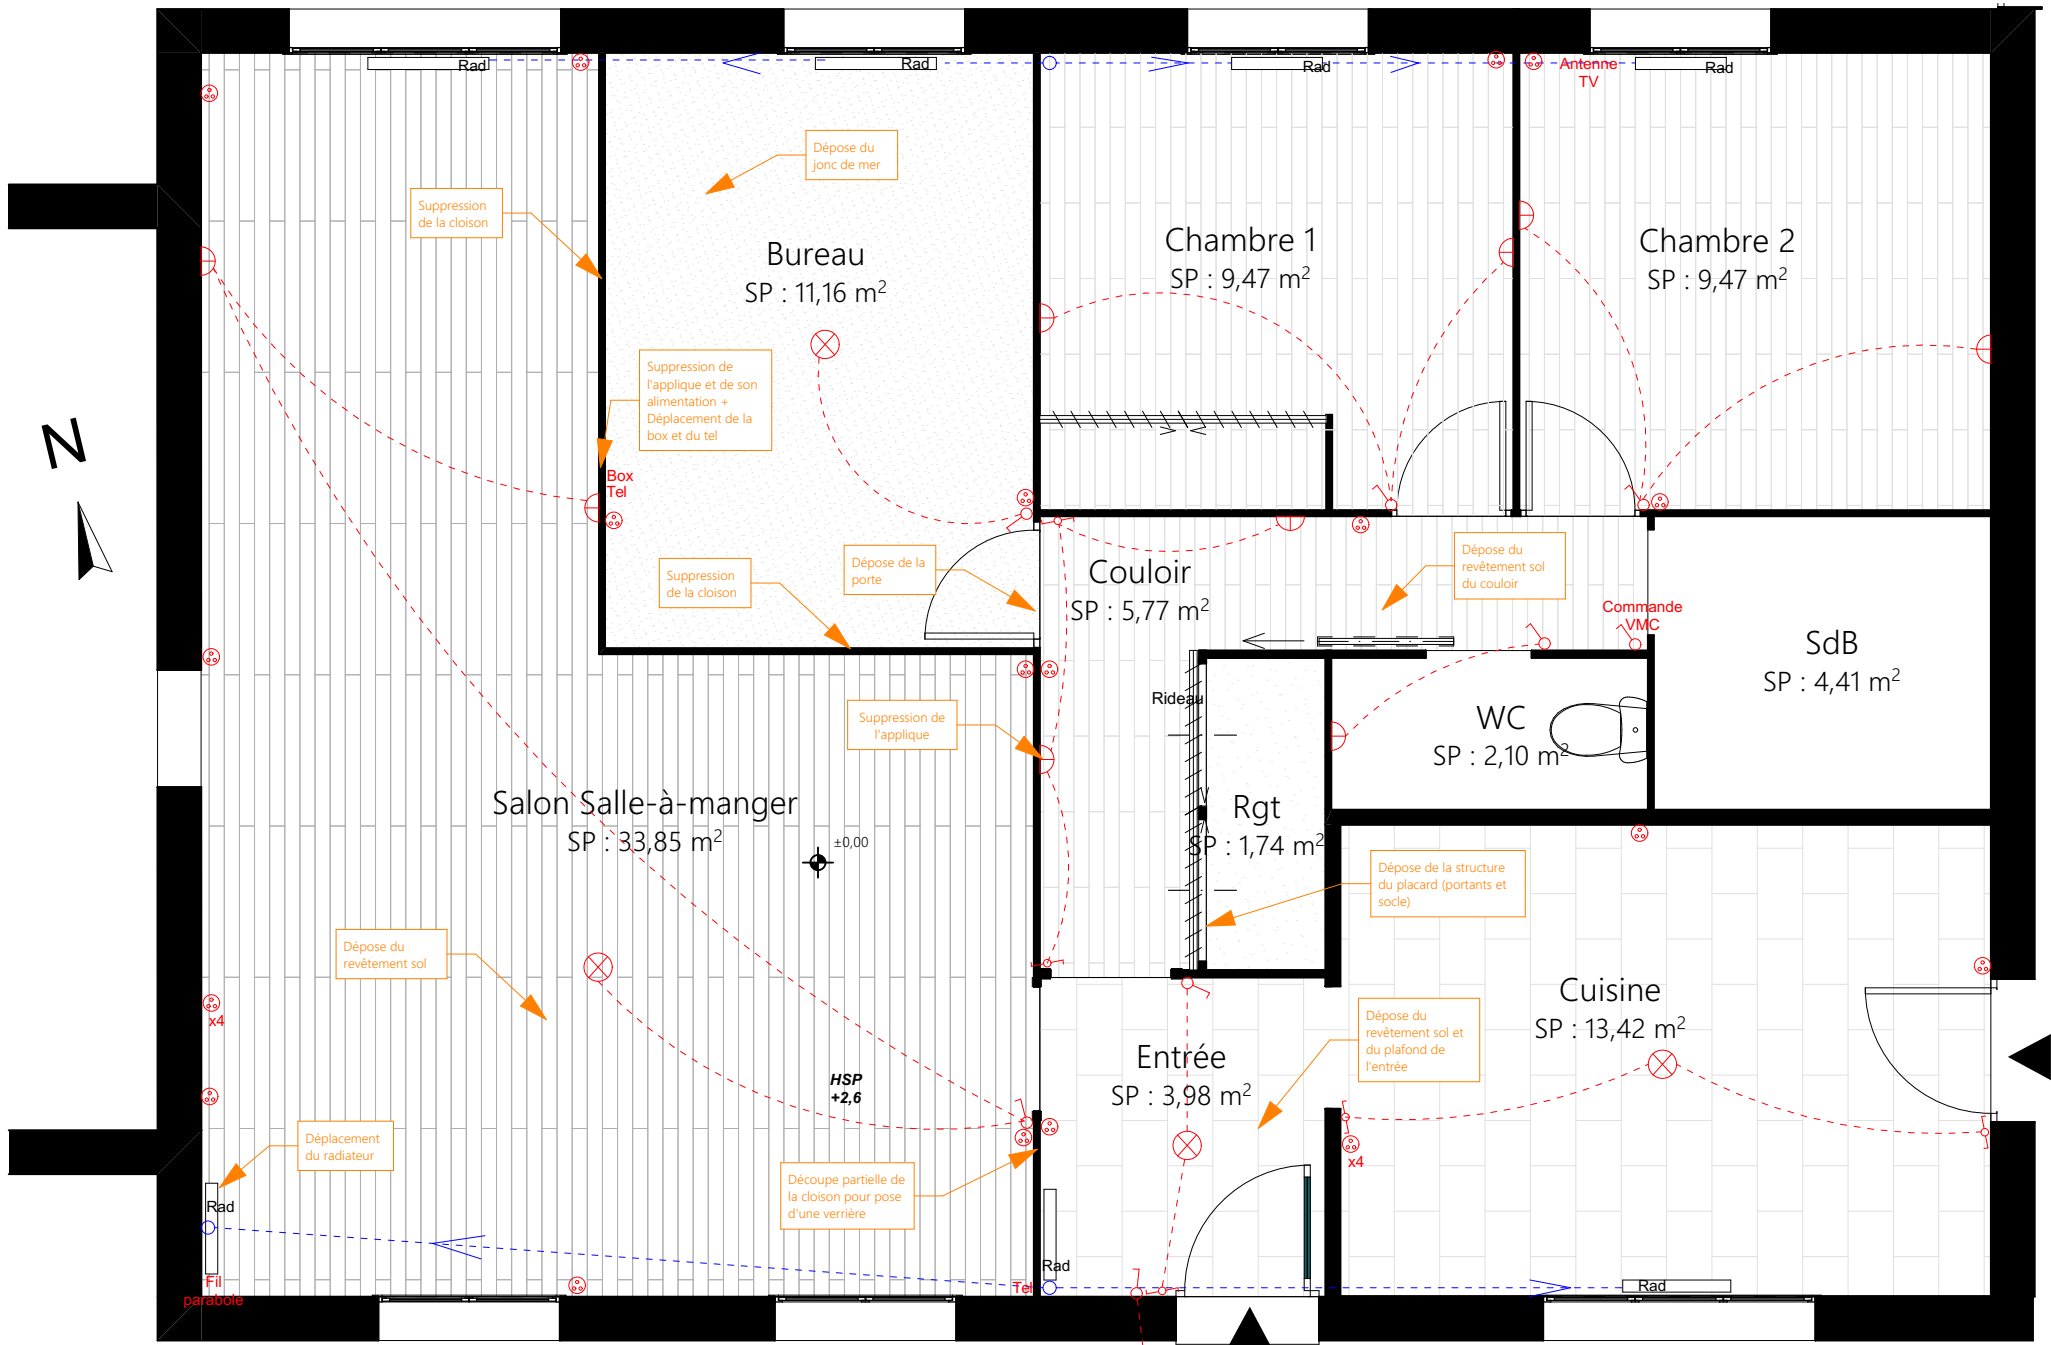 Rad
Rad
Rad
Rad
Antenne
TV
Dépose du
jonc de mer
Suppression
de la cloison
Bureau
SP : 11,16 m²
Chambre 1
SP : 9,47 m²
Chambre 2
SP : 9,47 m²
Suppression de
l'applique et de son
alimentation +
Déplacement de la
box et du tel
N
Box
Tel
Suppression
de la cloison
Dépose de la
porte
Couloir
SP : 5,77 m²
Dépose du
revêtement sol
du couloir
Commande
VMC
SdB
SP : 4,41 m²
Rideau
Suppression de
l'applique
WC
SP : 2,10 m²
Salon Salle-à-manger
SP : 33,85 m²
±0,00
Rgt
SP : 1,74 m²
Dépose de la structure
du placard (portants et
socle)
Dépose du
revêtement sol
x4
Cuisine
SP : 13,42 m²
Dépose du
revêtement sol et
du plafond de
l'entrée
Entrée
SP : 3,98 m²
HSP
+2,6
Déplacement
du radiateur
x4
Découpe partielle de
la cloison pour pose
d'une verrière
Rad
Rad
Fil
parabole
Tel
Rad